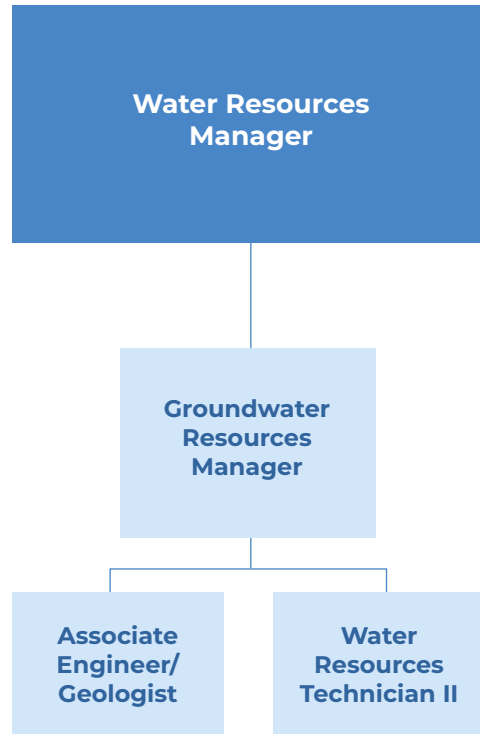 Water Resources
Manager
Groundwater
Resources
Manager
Associate
Engineer/
Geologist
Water
Resources
Technician II